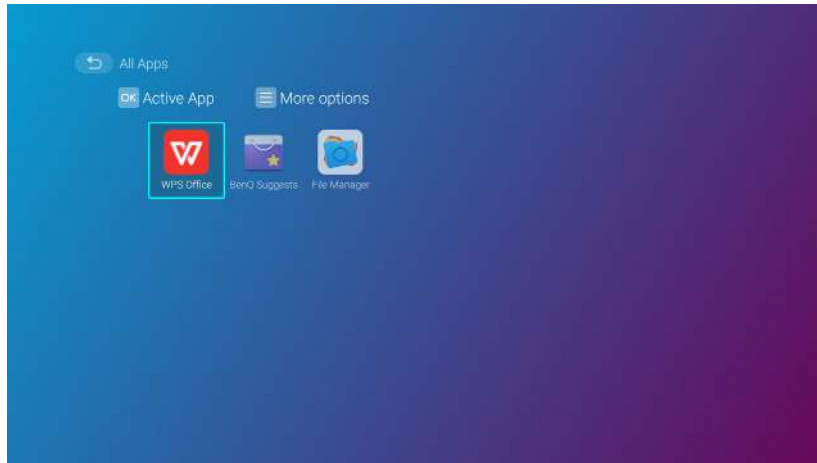 All Apps
OK Active App More options
WPS Office BenQ Suggests File Manager